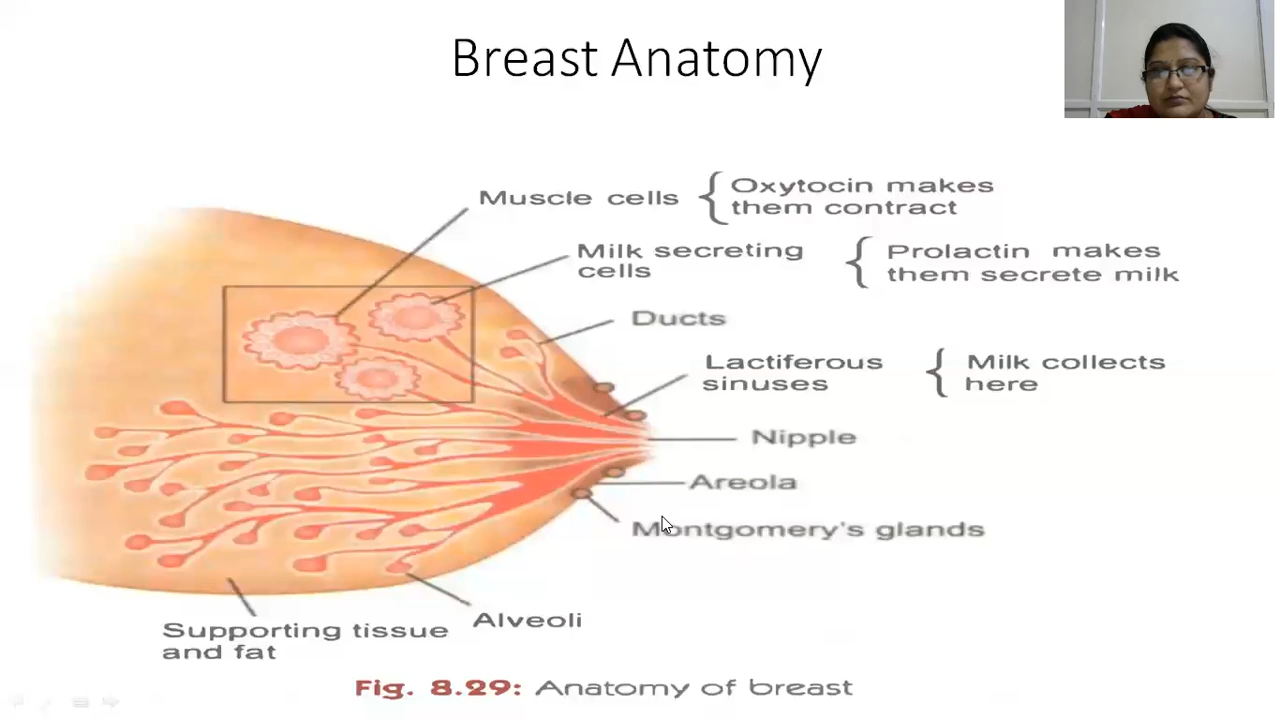 Breast Anatomy
Muscle cells
Oxytocin makes
them contract
Milk secreting
cells
Prolactin makes
them secrete milk
Ducts
Lactiferous
sinuses
Milk collects
here
Nipple
Areola
Montgomery's glands
Alveoli
Supporting tissue
and fat
Fig. 8.29: Anatomy of breast